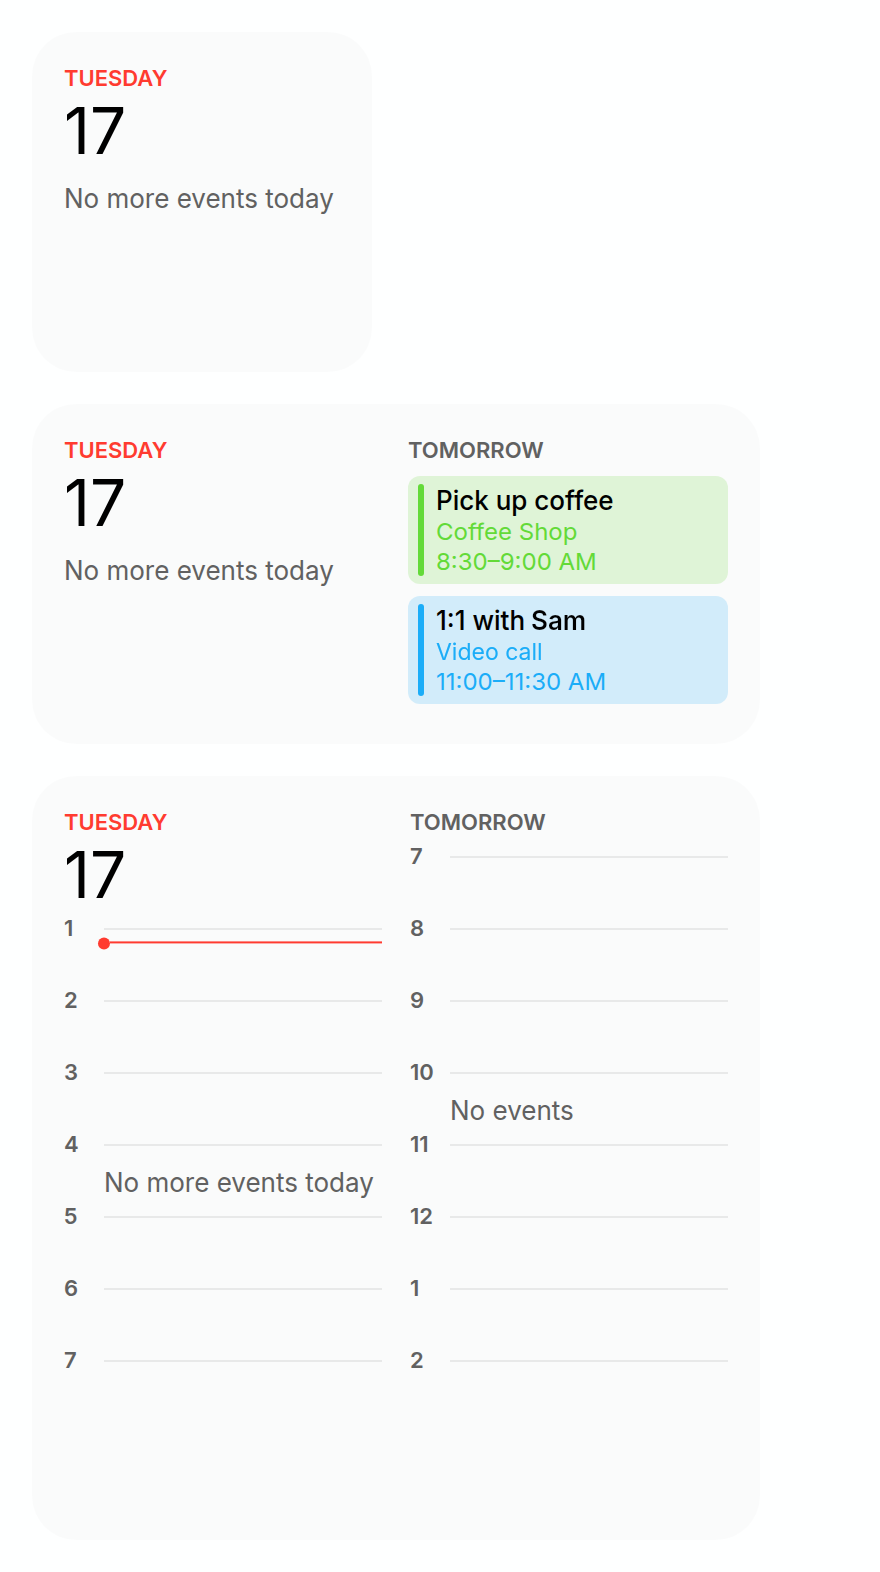 TUESDAY
17
No more events today
TUESDAY
17
No more events today
TOMORROW
Pick up coffee
Coffee Shop
8:30–9:00 AM
1:1 with Sam
Video call
11:00–11:30 AM
TUESDAY
17
1
2
3
4
No more events today
5
6
7
TOMORROW
7
8
9
10
No events
11
12
1
2